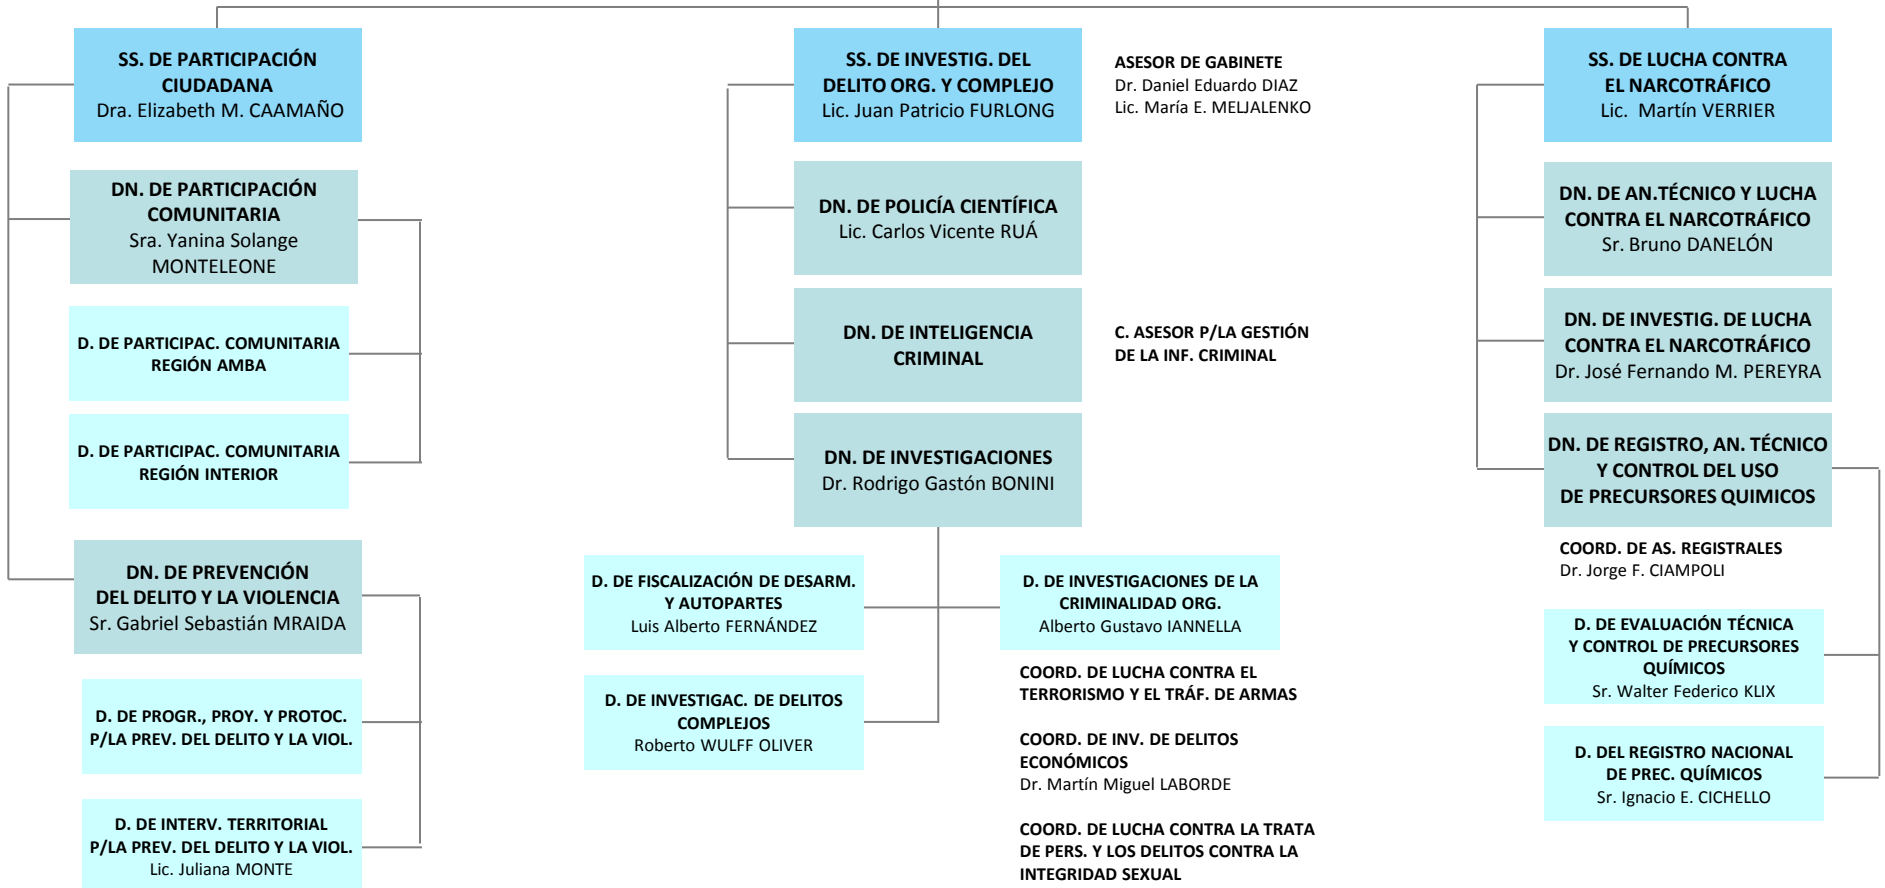 SS. DE PARTICIPACIÓN
CIUDADANA
Dra. Elizabeth M. CAAMAÑO
DN. DE PARTICIPACIÓN
COMUNITARIA
Sra. Yanina Solange
MONTELEONE
D. DE PARTICIPAC. COMUNITARIA
REGIÓN AMBA
D. DE PARTICIPAC. COMUNITARIA
REGIÓN INTERIOR
DN. DE PREVENCIÓN
DEL DELITO Y LA VIOLENCIA
Sr. Gabriel Sebastián MRAIDA
D. DE PROGR., PROY. Y PROTOC.
P/LA PREV. DEL DELITO Y LA VIOL.
D. DE INTERV. TERRITORIAL
P/LA PREV. DEL DELITO Y LA VIOL.
Lic. Juliana MONTE
SS. DE INVESTIG. DEL
DELITO ORG. Y COMPLEJO
Lic. Juan Patricio FURLONG
ASESOR DE GABINETE
Dr. Daniel Eduardo DIAZ
Lic. María E. MELJALENKO
DN. DE POLICÍA CIENTÍFICA
Lic. Carlos Vicente RUÁ
DN. DE INTELIGENCIA
CRIMINAL
C. ASESOR P/LA GESTIÓN
DE LA INF. CRIMINAL
DN. DE INVESTIGACIONES
Dr. Rodrigo Gastón BONINI
D. DE FISCALIZACIÓN DE DESARM.
Y AUTOPARTES
Luis Alberto FERNÁNDEZ
D. DE INVESTIGAC. DE DELITOS
COMPLEJOS
Roberto WULFF OLIVER
D. DE INVESTIGACIONES DE LA
CRIMINALIDAD ORG.
Alberto Gustavo IANNELLA
COORD. DE LUCHA CONTRA EL
TERRORISMO Y EL TRÁF. DE ARMAS
COORD. DE INV. DE DELITOS
ECONÓMICOS
Dr. Martín Miguel LABORDE
COORD. DE LUCHA CONTRA LA TRATA
DE PERS. Y LOS DELITOS CONTRA LA
INTEGRIDAD SEXUAL
SS. DE LUCHA CONTRA
EL NARCOTRÁFICO
Lic. Martín VERRIER
DN. DE AN.TÉCNICO Y LUCHA
CONTRA EL NARCOTRÁFICO
Sr. Bruno DANELÓN
DN. DE INVESTIG. DE LUCHA
CONTRA EL NARCOTRÁFICO
Dr. José Fernando M. PEREYRA
DN. DE REGISTRO, AN. TÉCNICO
Y CONTROL DEL USO
DE PRECURSORES QUIMICOS
COORD. DE AS. REGISTRALES
Dr. Jorge F. CIAMPOLI
D. DE EVALUACIÓN TÉCNICA
Y CONTROL DE PRECURSORES
QUÍMICOS
Sr. Walter Federico KLIX
D. DEL REGISTRO NACIONAL
DE PREC. QUÍMICOS
Sr. Ignacio E. CICHELLO